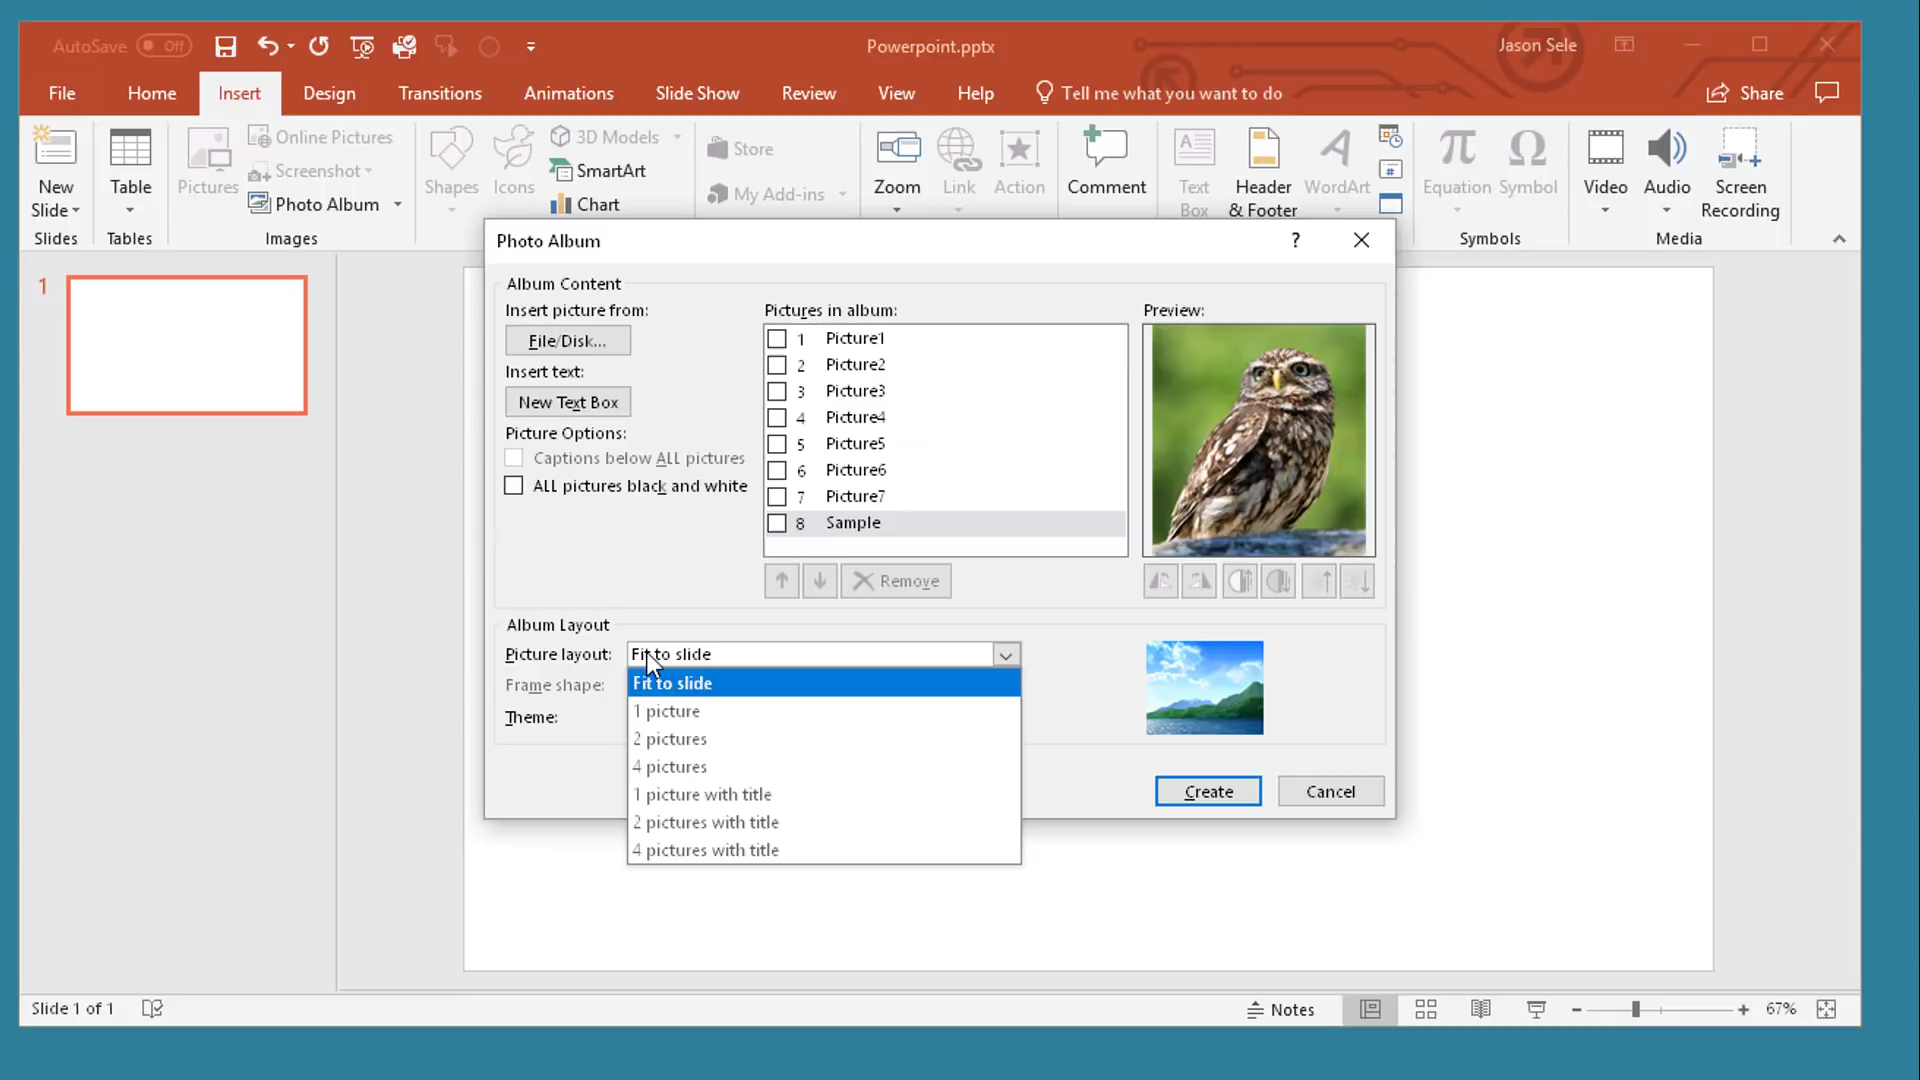 AutoSave Off
Powerpoint.pptx
Jason Sele
File Home Insert Design Transitions Animations Slide Show Review View Help Tell me what you want to do Share
New Slide
Slides
Table
Tables
Pictures
Online Pictures
Screenshot
Photo Album
Images
Shapes
Icons
3D Models
SmartArt
Chart
Store
My Add-ins
Zoom
Link
Action
Comment
Text Box
Header & Footer
WordArt
Equation
Symbol
Symbols
Video
Audio
Screen Recording
Media
1
Photo Album
?
Album Content
Insert picture from:
File/Disk...
Insert text:
New Text Box
Picture Options:
Captions below ALL pictures
ALL pictures black and white
Pictures in album:
1 Picture1
2 Picture2
3 Picture3
4 Picture4
5 Picture5
6 Picture6
7 Picture7
8 Sample
Remove
Preview:
Album Layout
Picture layout: Fit to slide
Frame shape:
Theme:
Fit to slide
1 picture
2 pictures
4 pictures
1 picture with title
2 pictures with title
4 pictures with title
Create
Cancel
Slide 1 of 1
Notes
67%